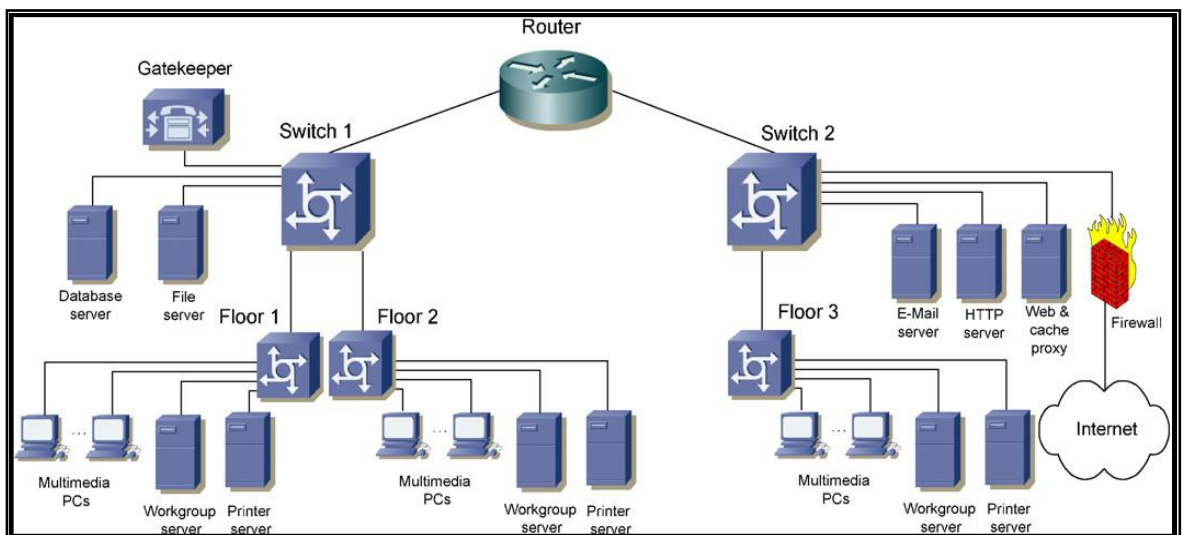 Router
Gatekeeper
Switch 1
Switch 2
Database
server
File
server
Floor 1
Floor 2
Floor 3
E-Mail
server
HTTP
server
Web &
cache
proxy
Firewall
...
...
...
Internet
Multimedia
PCs
Workgroup
server
Printer
server
Multimedia
PCs
Workgroup
server
Printer
server
Multimedia
PCs
Workgroup
server
Printer
server